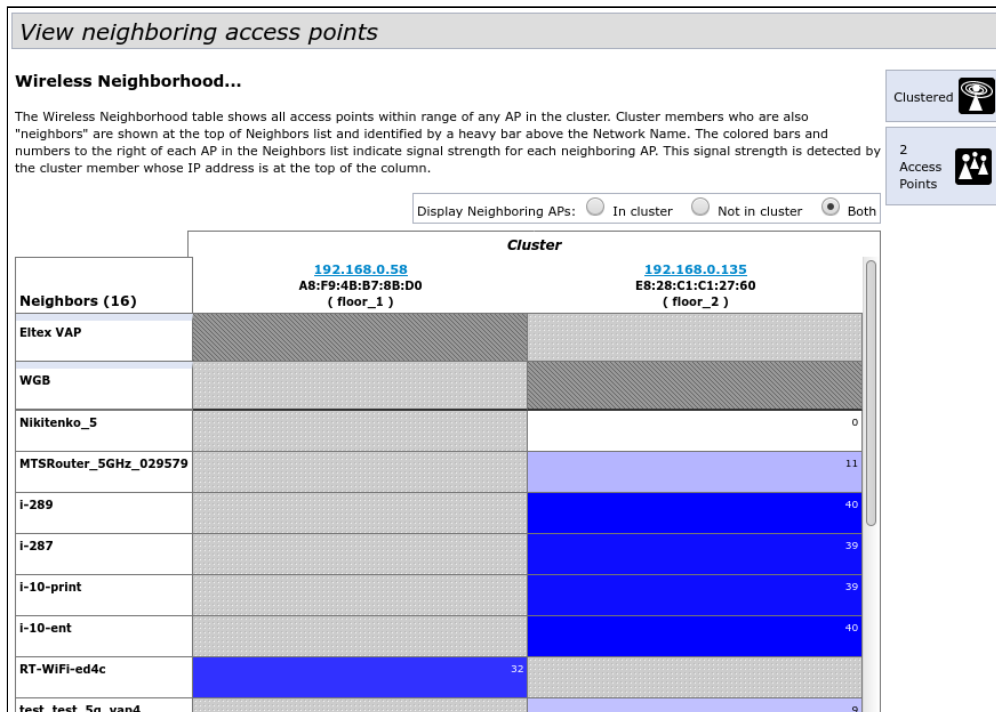 View neighboring access points
Wireless Neighborhood...
The Wireless Neighborhood table shows all access points within range of any AP in the cluster. Cluster members who are also
"neighbors" are shown at the top of Neighbors list and identified by a heavy bar above the Network Name. The colored bars and
numbers to the right of each AP in the Neighbors list indicate signal strength for each neighboring AP. This signal strength is detected by
the cluster member whose IP address is at the top of the column.
Clustered
2
Access
Points
Display Neighboring APs: In cluster Not in cluster Both
Cluster
Neighbors (16)
192.168.0.58
A8:F9:4B:B7:8B:D0
( floor_1 )
192.168.0.135
E8:28:C1:C1:27:60
( floor_2 )
Eltex VAP
WGB
Nikitenko_5 0
MTSRouter_5GHz_029579 11
i-289 40
i-287 39
i-10-print 39
i-10-ent 40
RT-WiFi-ed4c 32
test_test_5g_vap4 9